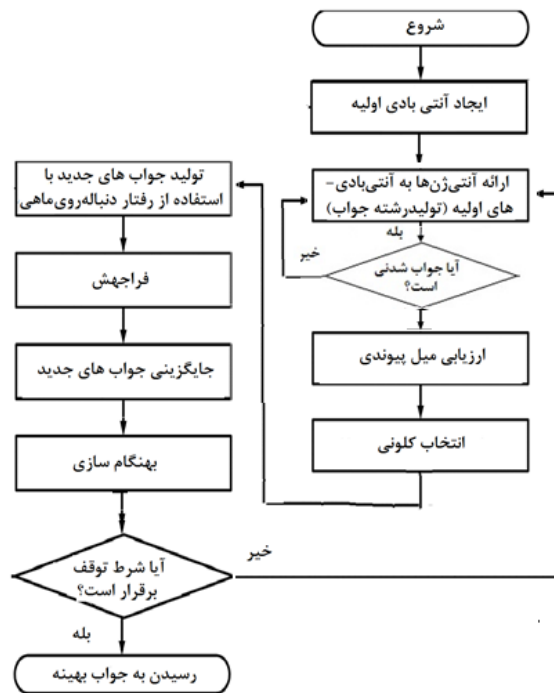 شروع
ایجاد آنتی بادی اولیه
ارائه آنتی‌ژن‌ها به آنتی‌بادی-
های اولیه (تولیدرشته جواب)
بله
خیر
آیا جواب شدنی
است؟
ارزیابی میل پیوندی
انتخاب کلونی
تولید جواب های جدید با
استفاده از رفتار دنباله‌روی‌ماهی
فراجهش
جایگزینی جواب های جدید
بهنگام سازی
آیا شرط توقف
برقرار است؟
خیر
بله
رسیدن به جواب بهینه